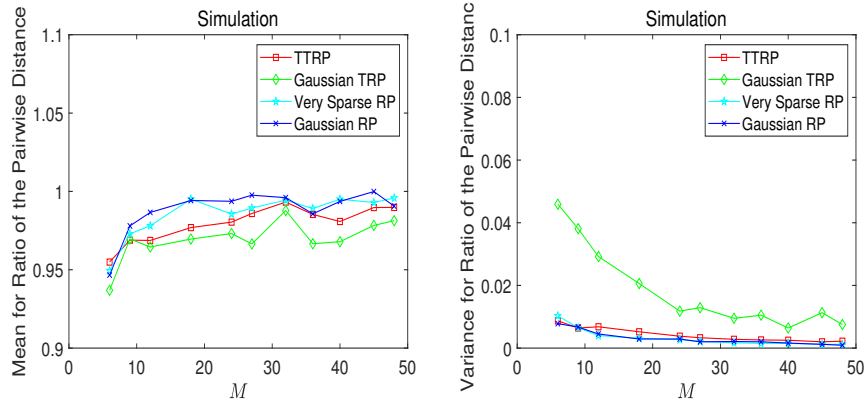 Simulation
Mean for Ratio of the Pairwise Distance
1.1
1.05
1
0.95
0.9
0
10
20
30
40
50
M
TTRP
Gaussian TRP
Very Sparse RP
Gaussian RP
Simulation
Variance for Ratio of the Pairwise Distanc
0.1
0.08
0.06
0.04
0.02
0
0
10
20
30
40
50
M
TTRP
Gaussian TRP
Very Sparse RP
Gaussian RP